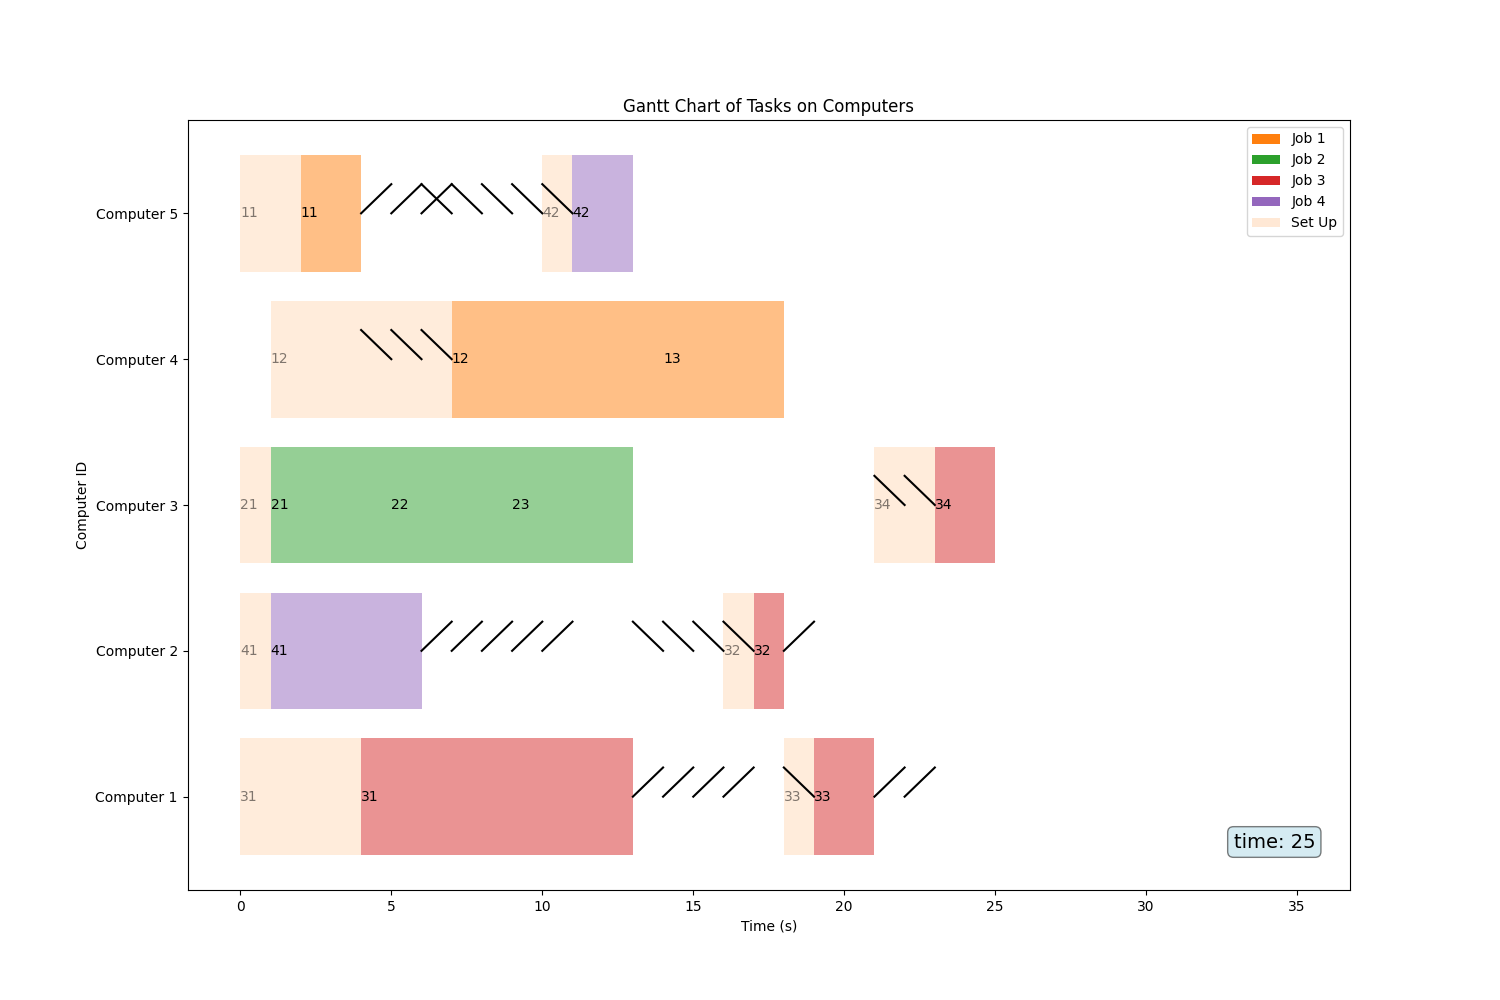 Gantt Chart of Tasks on Computers
Job 1
Job 2
Job 3
Job 4
Set Up
Computer ID
Computer 5
11 11 42 42
Computer 4
12 12 13
Computer 3
21 21 22 23 34 34
Computer 2
41 41 32 32
Computer 1
31 31 33 33
time: 25
0 5 10 15 20 25 30 35
Time (s)